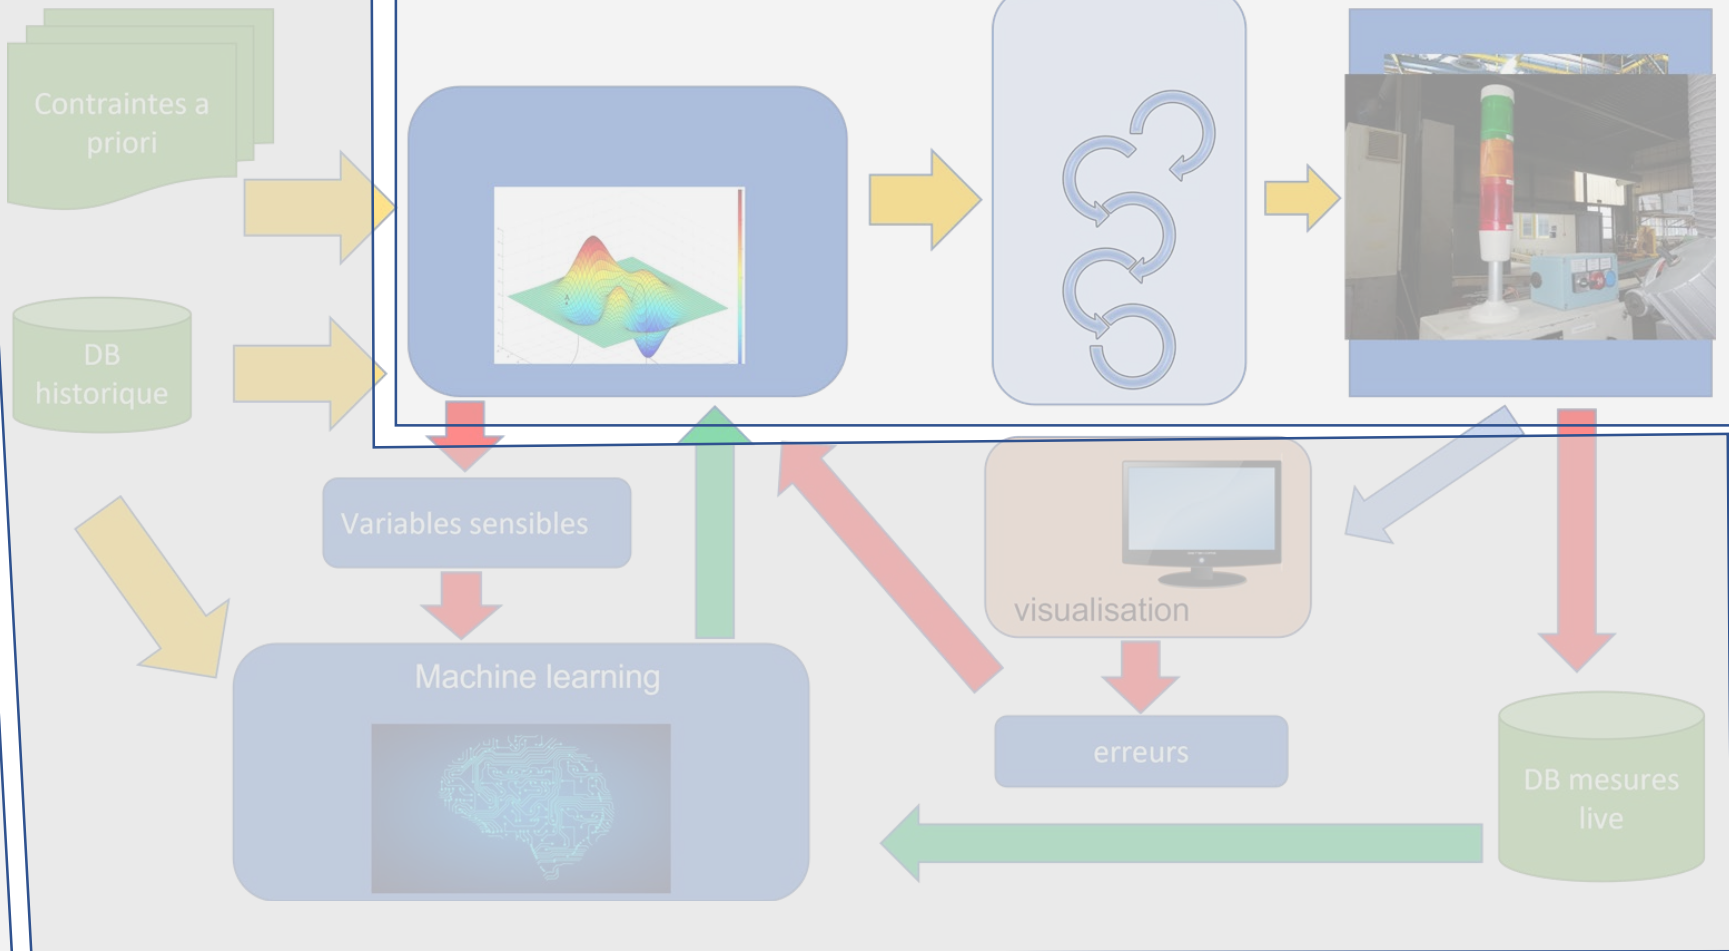 Contraintes a
priori
DB
historique
Variables sensibles
visualisation
Machine learning
erreurs
DB mesures
live